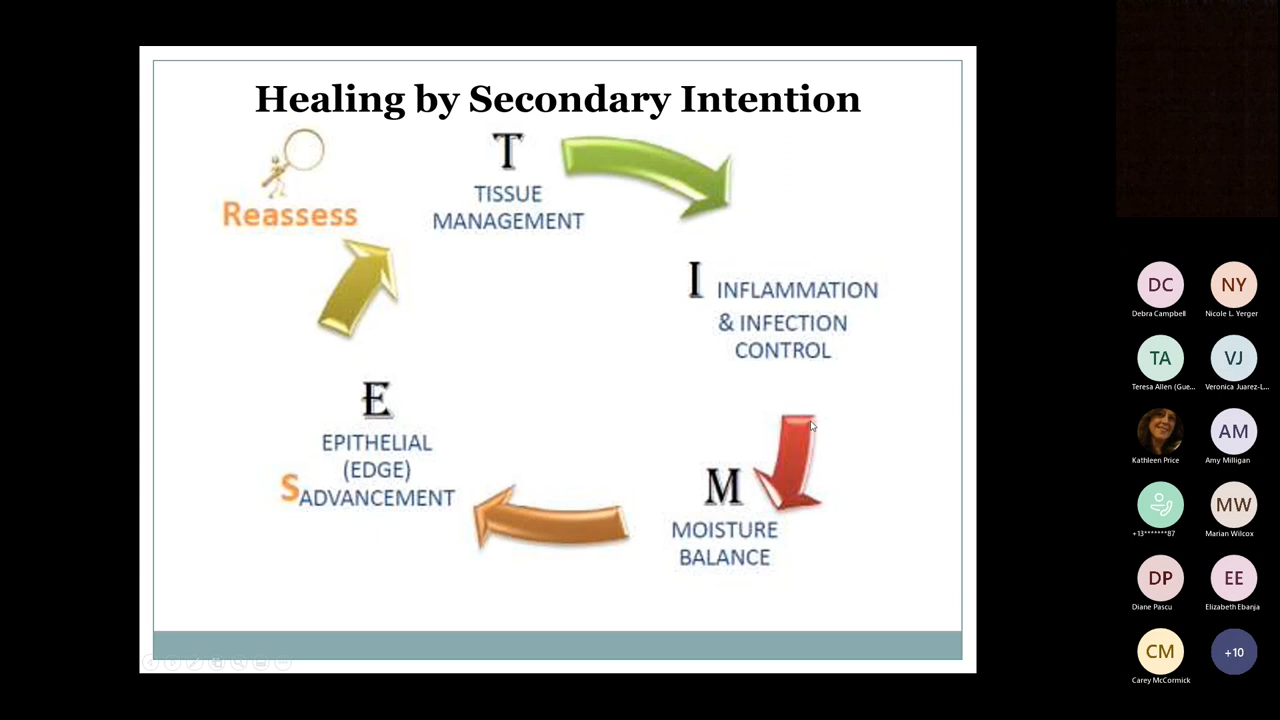 Healing by Secondary Intention
T
TISSUE
MANAGEMENT
Reassess
I INFLAMMATION
& INFECTION
CONTROL
M
MOISTURE
BALANCE
E
EPITHELIAL
(EDGE)
SADVANCEMENT
DC
Debra Campbell
NY
Nicole L. Yerger
TA
Teresa Allen (Gue...
VJ
Veronica Juarez-L...
Kathleen Price
AM
Amy Milligan
+13*******87
MW
Marian Wilcox
DP
Diane Pascu
EE
Elizabeth Ebanja
CM
Carey McCormick
+10